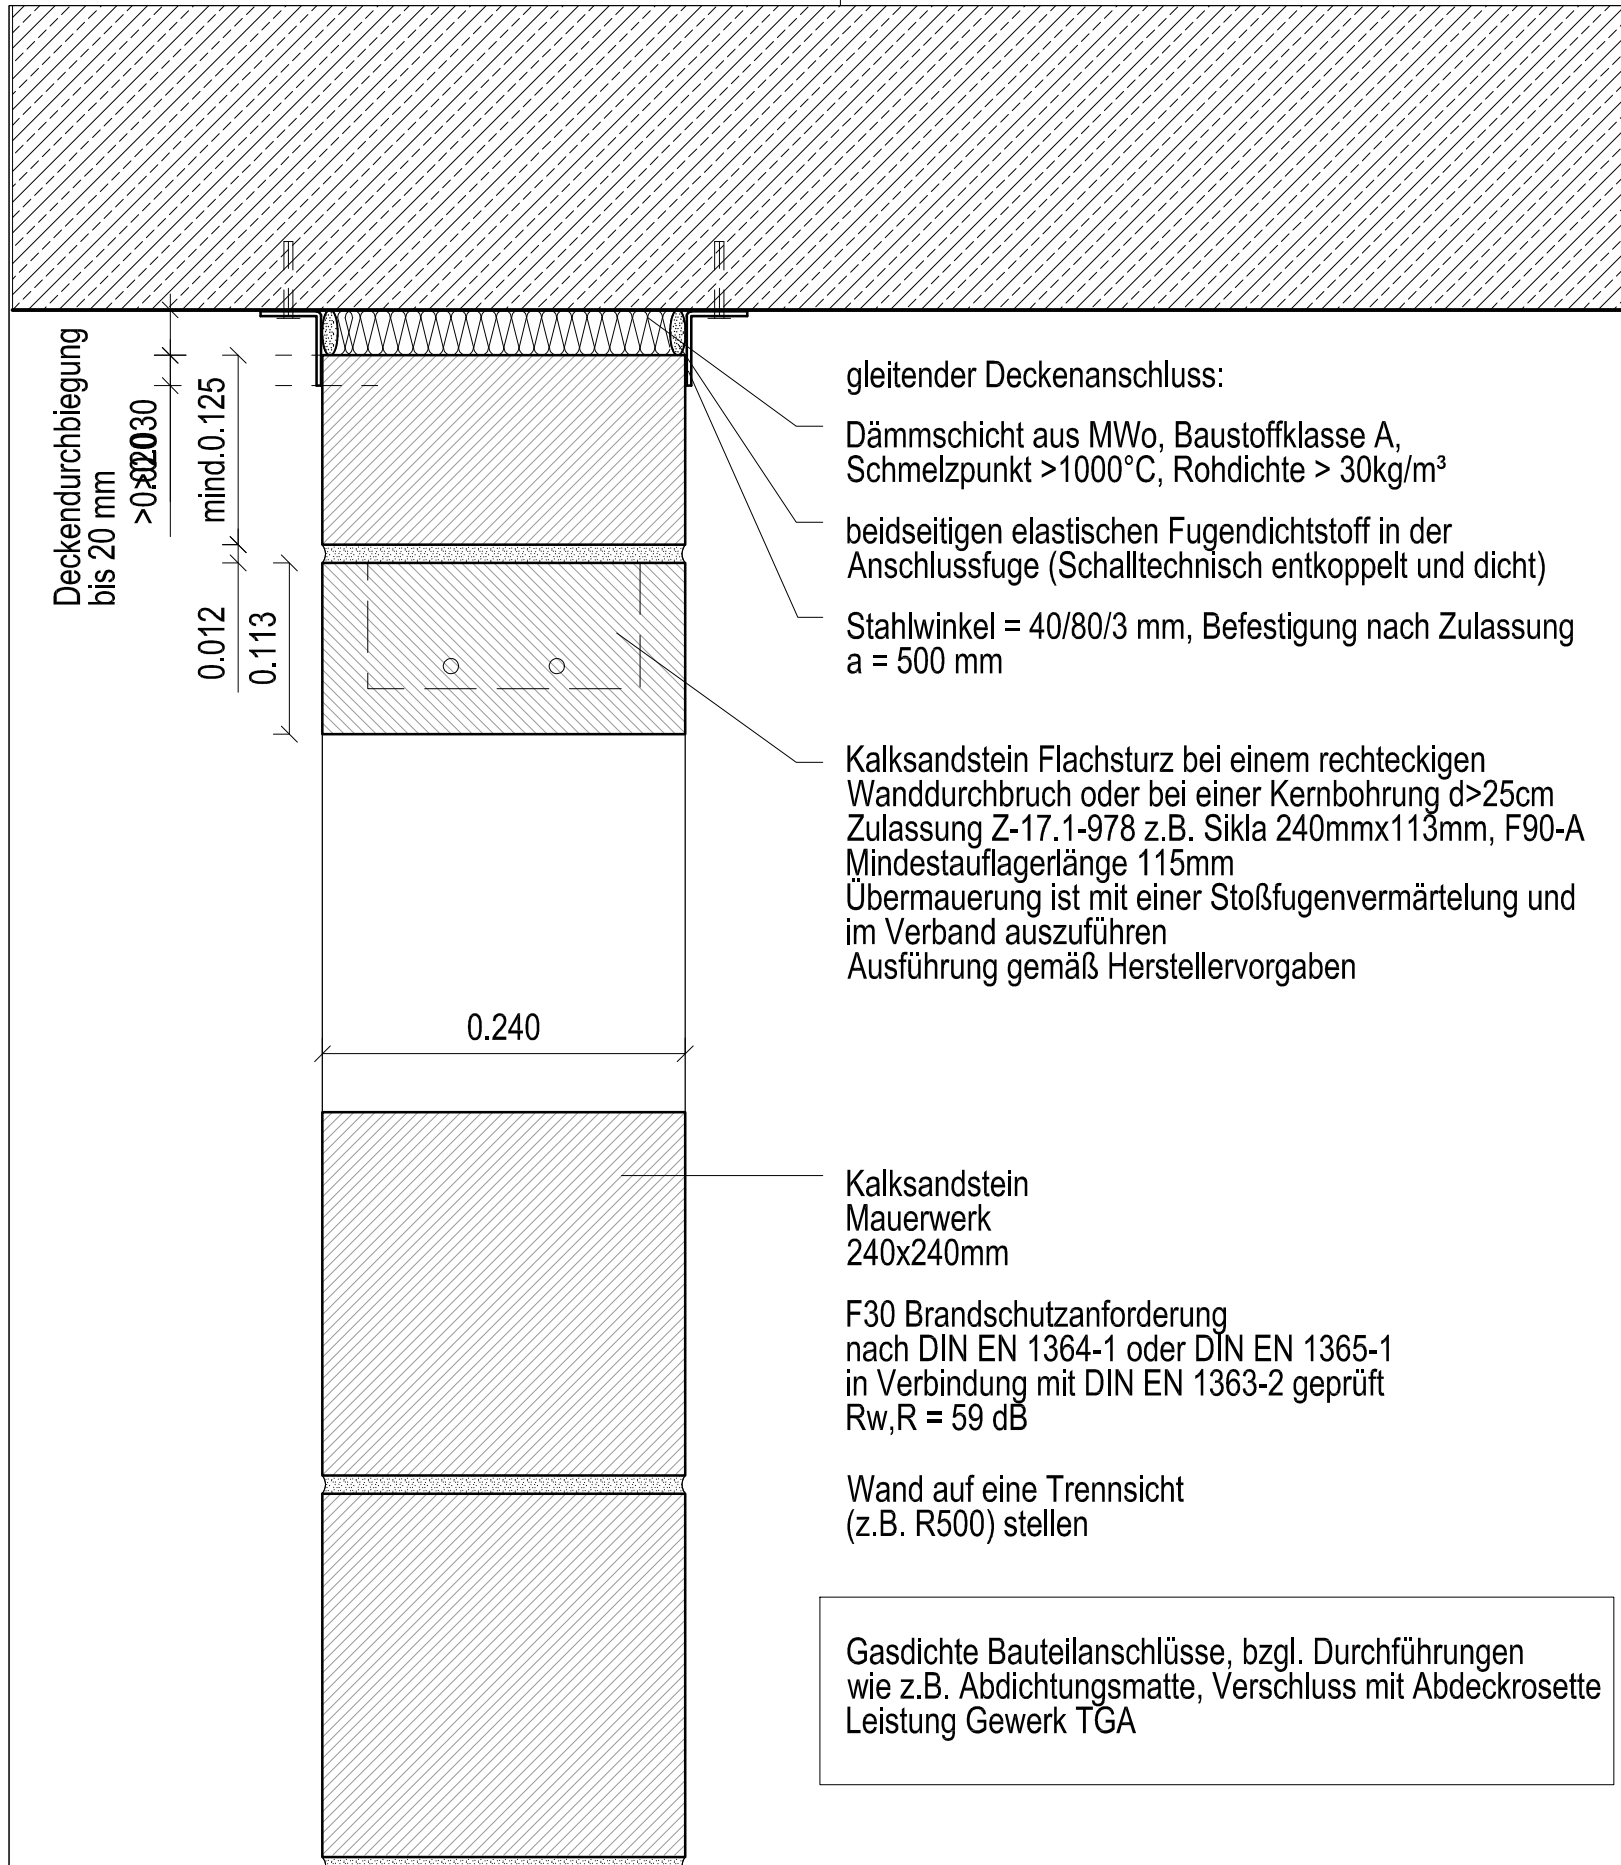 Deckendurchbiegung
bis 20 mm
mind.0.125
0.012
0.113
gleitender Deckenanschluss:
Dämmschicht aus MWo, Baustoffklasse A,
Schmelzpunkt >1000°C, Rohdichte > 30kg/m³
beidseitigen elastischen Fugendichtstoff in der
Anschlussfuge (Schalltechnisch entkoppelt und dicht)
Stahlwinkel = 40/80/3 mm, Befestigung nach Zulassung
a = 500 mm
Kalksandstein Flachsturz bei einem rechteckigen
Wanddurchbruch oder bei einer Kernbohrung d>25cm
Zulassung Z-17.1-978 z.B. Sikla 240mmx113mm, F90-A
Mindestauflagerlänge 115mm
Übermauerung ist mit einer Stoßfugenvermärtelung und
im Verband auszuführen
Ausführung gemäß Herstellervorgaben
0.240
Kalksandstein
Mauerwerk
240x240mm
F30 Brandschutzanforderung
nach DIN EN 1364-1 oder DIN EN 1365-1
in Verbindung mit DIN EN 1363-2 geprüft
Rw,R = 59 dB
Wand auf eine Trennsicht
(z.B. R500) stellen
Gasdichte Bauteilanschlüsse, bzgl. Durchführungen
wie z.B. Abdichtungsmatte, Verschluss mit Abdeckrosette
Leistung Gewerk TGA